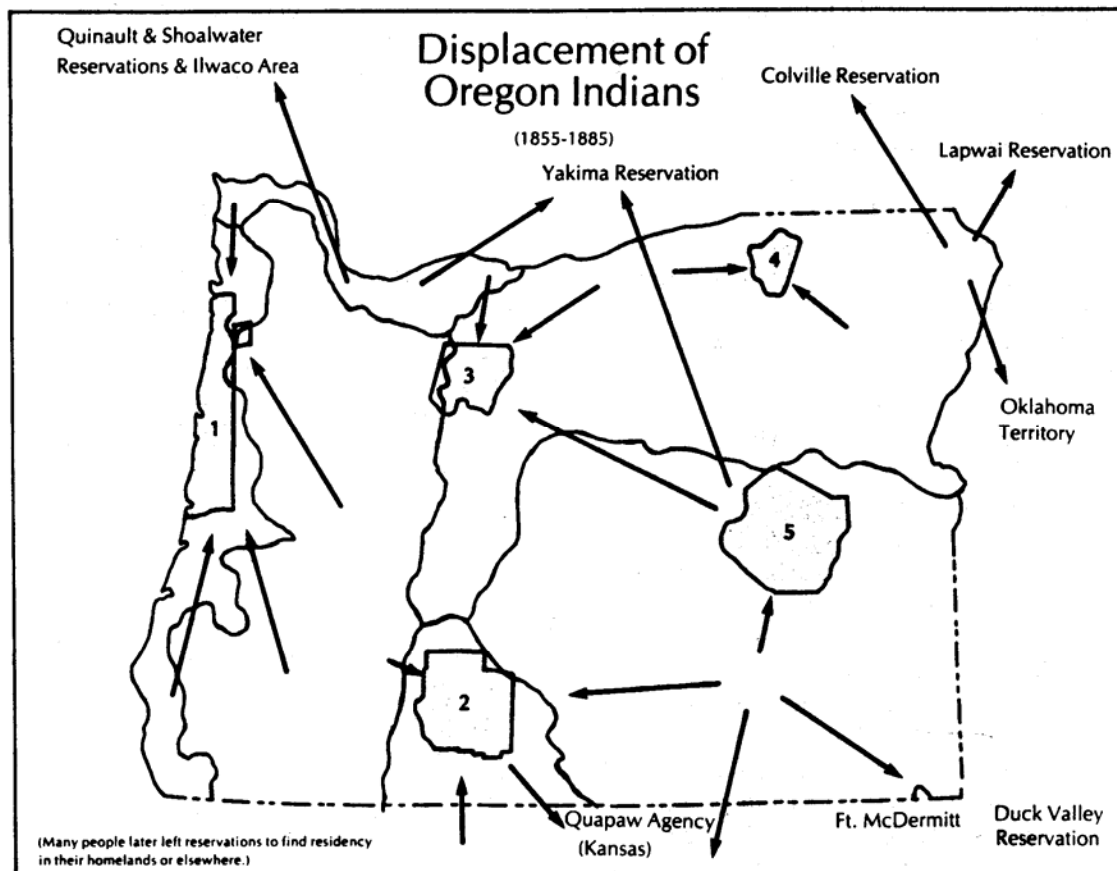 Quinault & Shoalwater
Reservations & Ilwaco Area
Displacement of
Oregon Indians
(1855-1885)
Colville Reservation
Lapwai Reservation
Yakima Reservation
4
3
1
Oklahoma
Territory
5
2
Quapaw Agency
(Kansas)
Ft. McDermitt
Duck Valley
Reservation
(Many people later left reservations to find residency
in their homelands or elsewhere.)